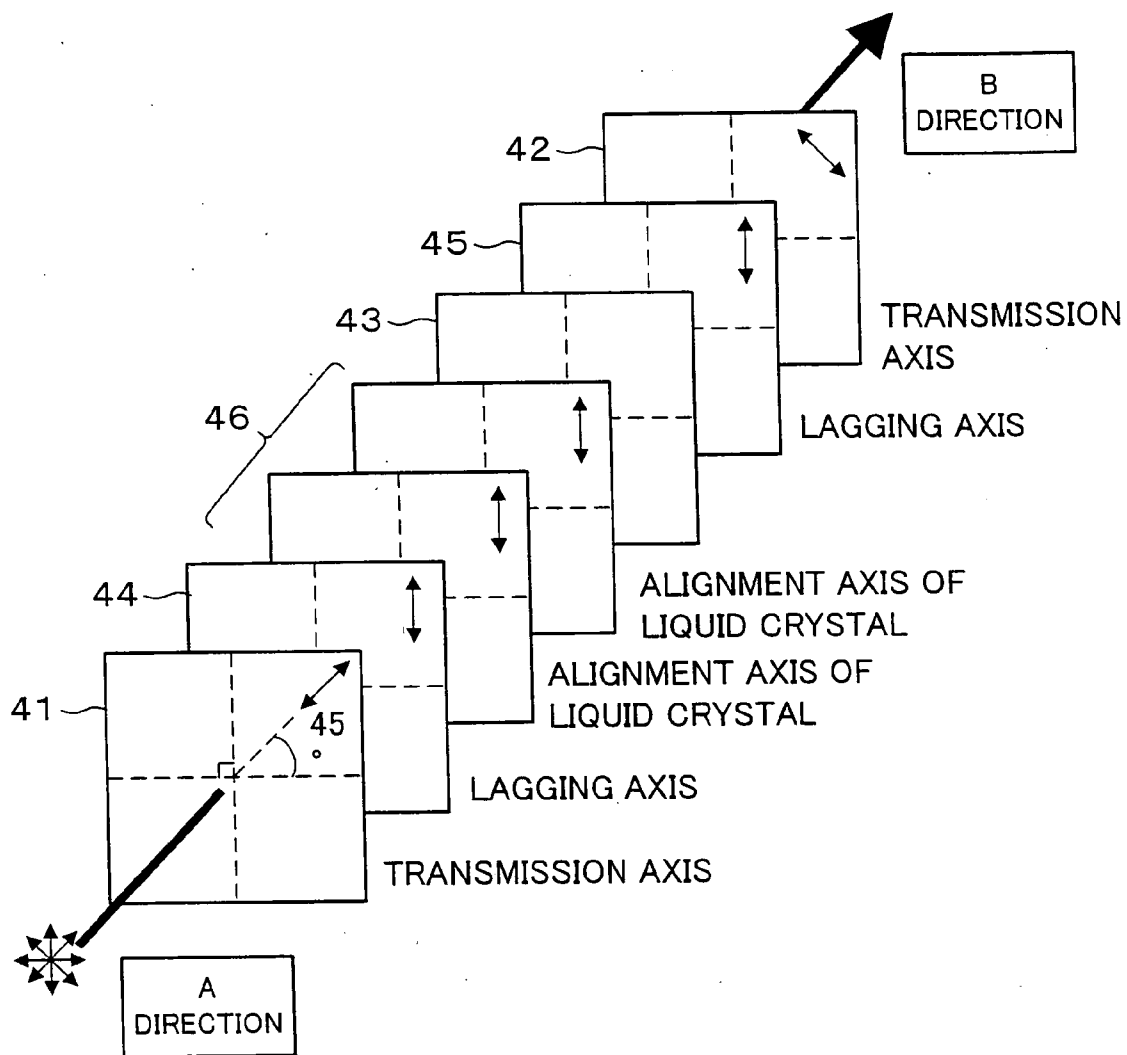 B
DIRECTION
42
45
43
TRANSMISSION
AXIS
46
LAGGING AXIS
44
ALIGNMENT AXIS OF
LIQUID CRYSTAL
41
45
°
ALIGNMENT AXIS OF
LIQUID CRYSTAL
LAGGING AXIS
TRANSMISSION AXIS
A
DIRECTION